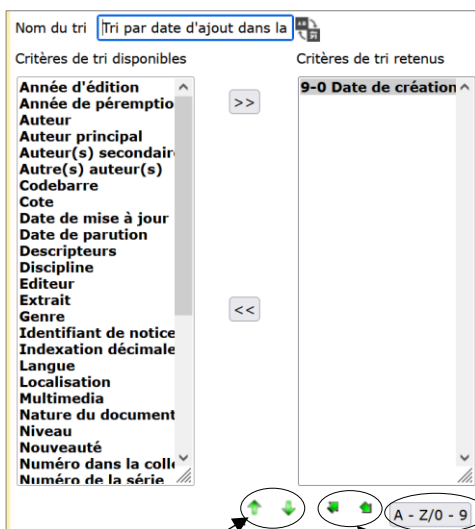 Nom du tri Tri par date d'ajout dans la
Critères de tri disponibles
Critères de tri retenus
Année d'édition
Année de péremptio
Auteur
Auteur principal
Auteur(s) secondair
Autre(s) auteur(s)
Codebarre
Cote
Date de mise à jour
Date de parution
Descripteurs
Discipline
Editeur
Extrait
Genre
Identifiant de notice
Indexation décimale
Langue
Localisation
Multimedia
Nature du document
Niveau
Nouveauté
Numéro dans la coll
Numéro de la série
>>
<<
9-0 Date de création
A - Z/0 - 9